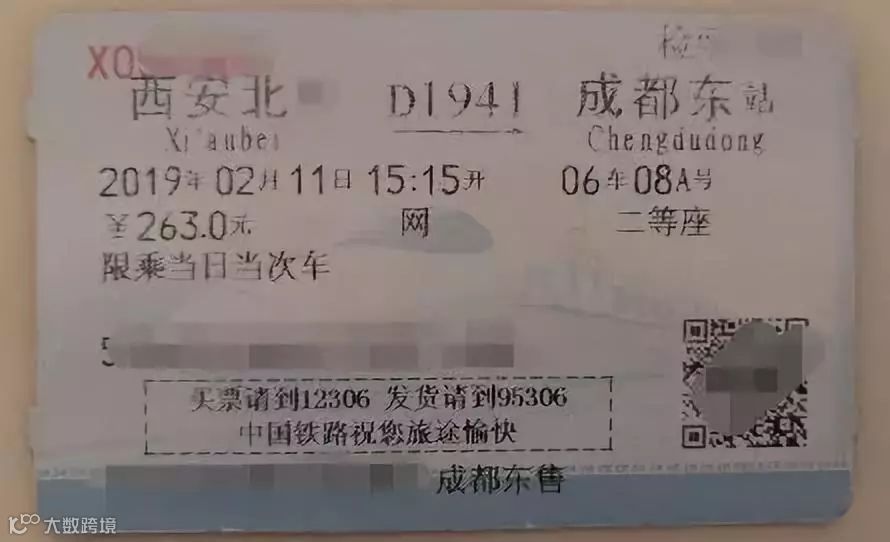 X0
检
西安北 D1941 成都东站
Xi'anbei Chengdudong
2019年02月11日 15:15开 06车08A号
￥263.0元 网 二等座
限乘当日当次车
5
买票请到12306 发货请到95306
中国铁路祝您旅途愉快
成都东售
大数跨境